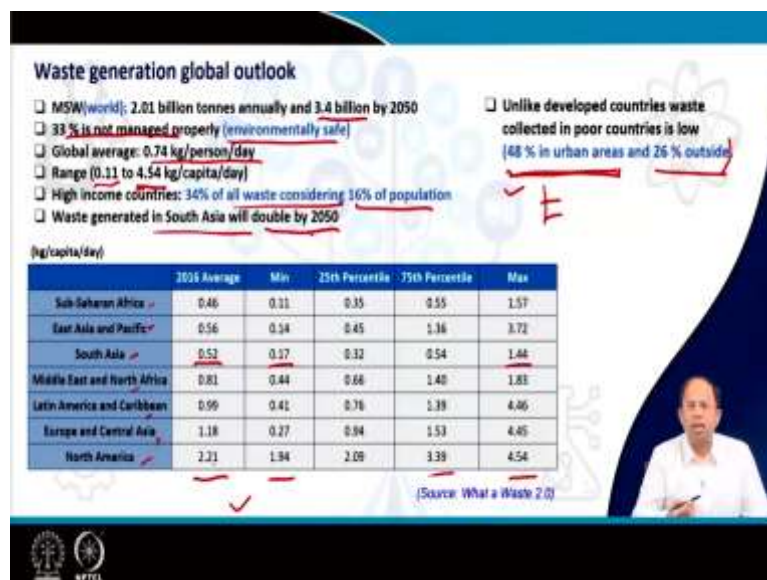 Waste generation global outlook
❑ MSW(world): 2.01 billion tonnes annually and 3.4 billion by 2050
❑ 33 % is not managed properly (environmentally safe)
❑ Global average: 0.74 kg/person/day
❑ Range (0.11 to 4.54 kg/capita/day)
❑ High income countries: 34% of all waste considering 16% of population
❑ Waste generated in South Asia will double by 2050
❑ Unlike developed countries waste
collected in poor countries is low
(48 % in urban areas and 26 % outside)
(kg/capita/day)
2016 Average Min 25th Percentile 75th Percentile Max
Sub-Saharan Africa 0.46 0.11 0.35 0.55 1.57
East Asia and Pacific 0.56 0.14 0.45 1.36 3.72
South Asia 0.52 0.17 0.32 0.54 1.44
Middle East and North Africa 0.81 0.44 0.66 1.40 1.83
Latin America and Caribbean 0.99 0.41 0.76 1.39 4.46
Europe and Central Asia 1.18 0.27 0.94 1.53 4.45
North America 2.21 1.94 2.09 3.39 4.54
(Source: What a Waste 2.0)
NPTEL